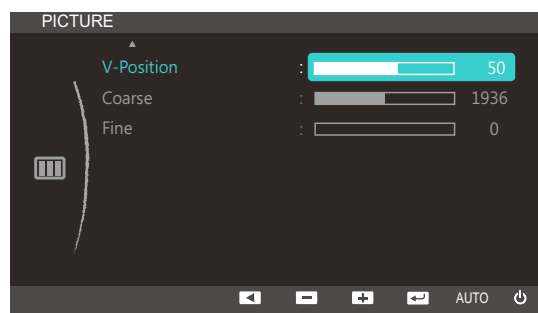 PICTURE
V-Position : 50
Coarse : 1936
Fine : 0
AUTO